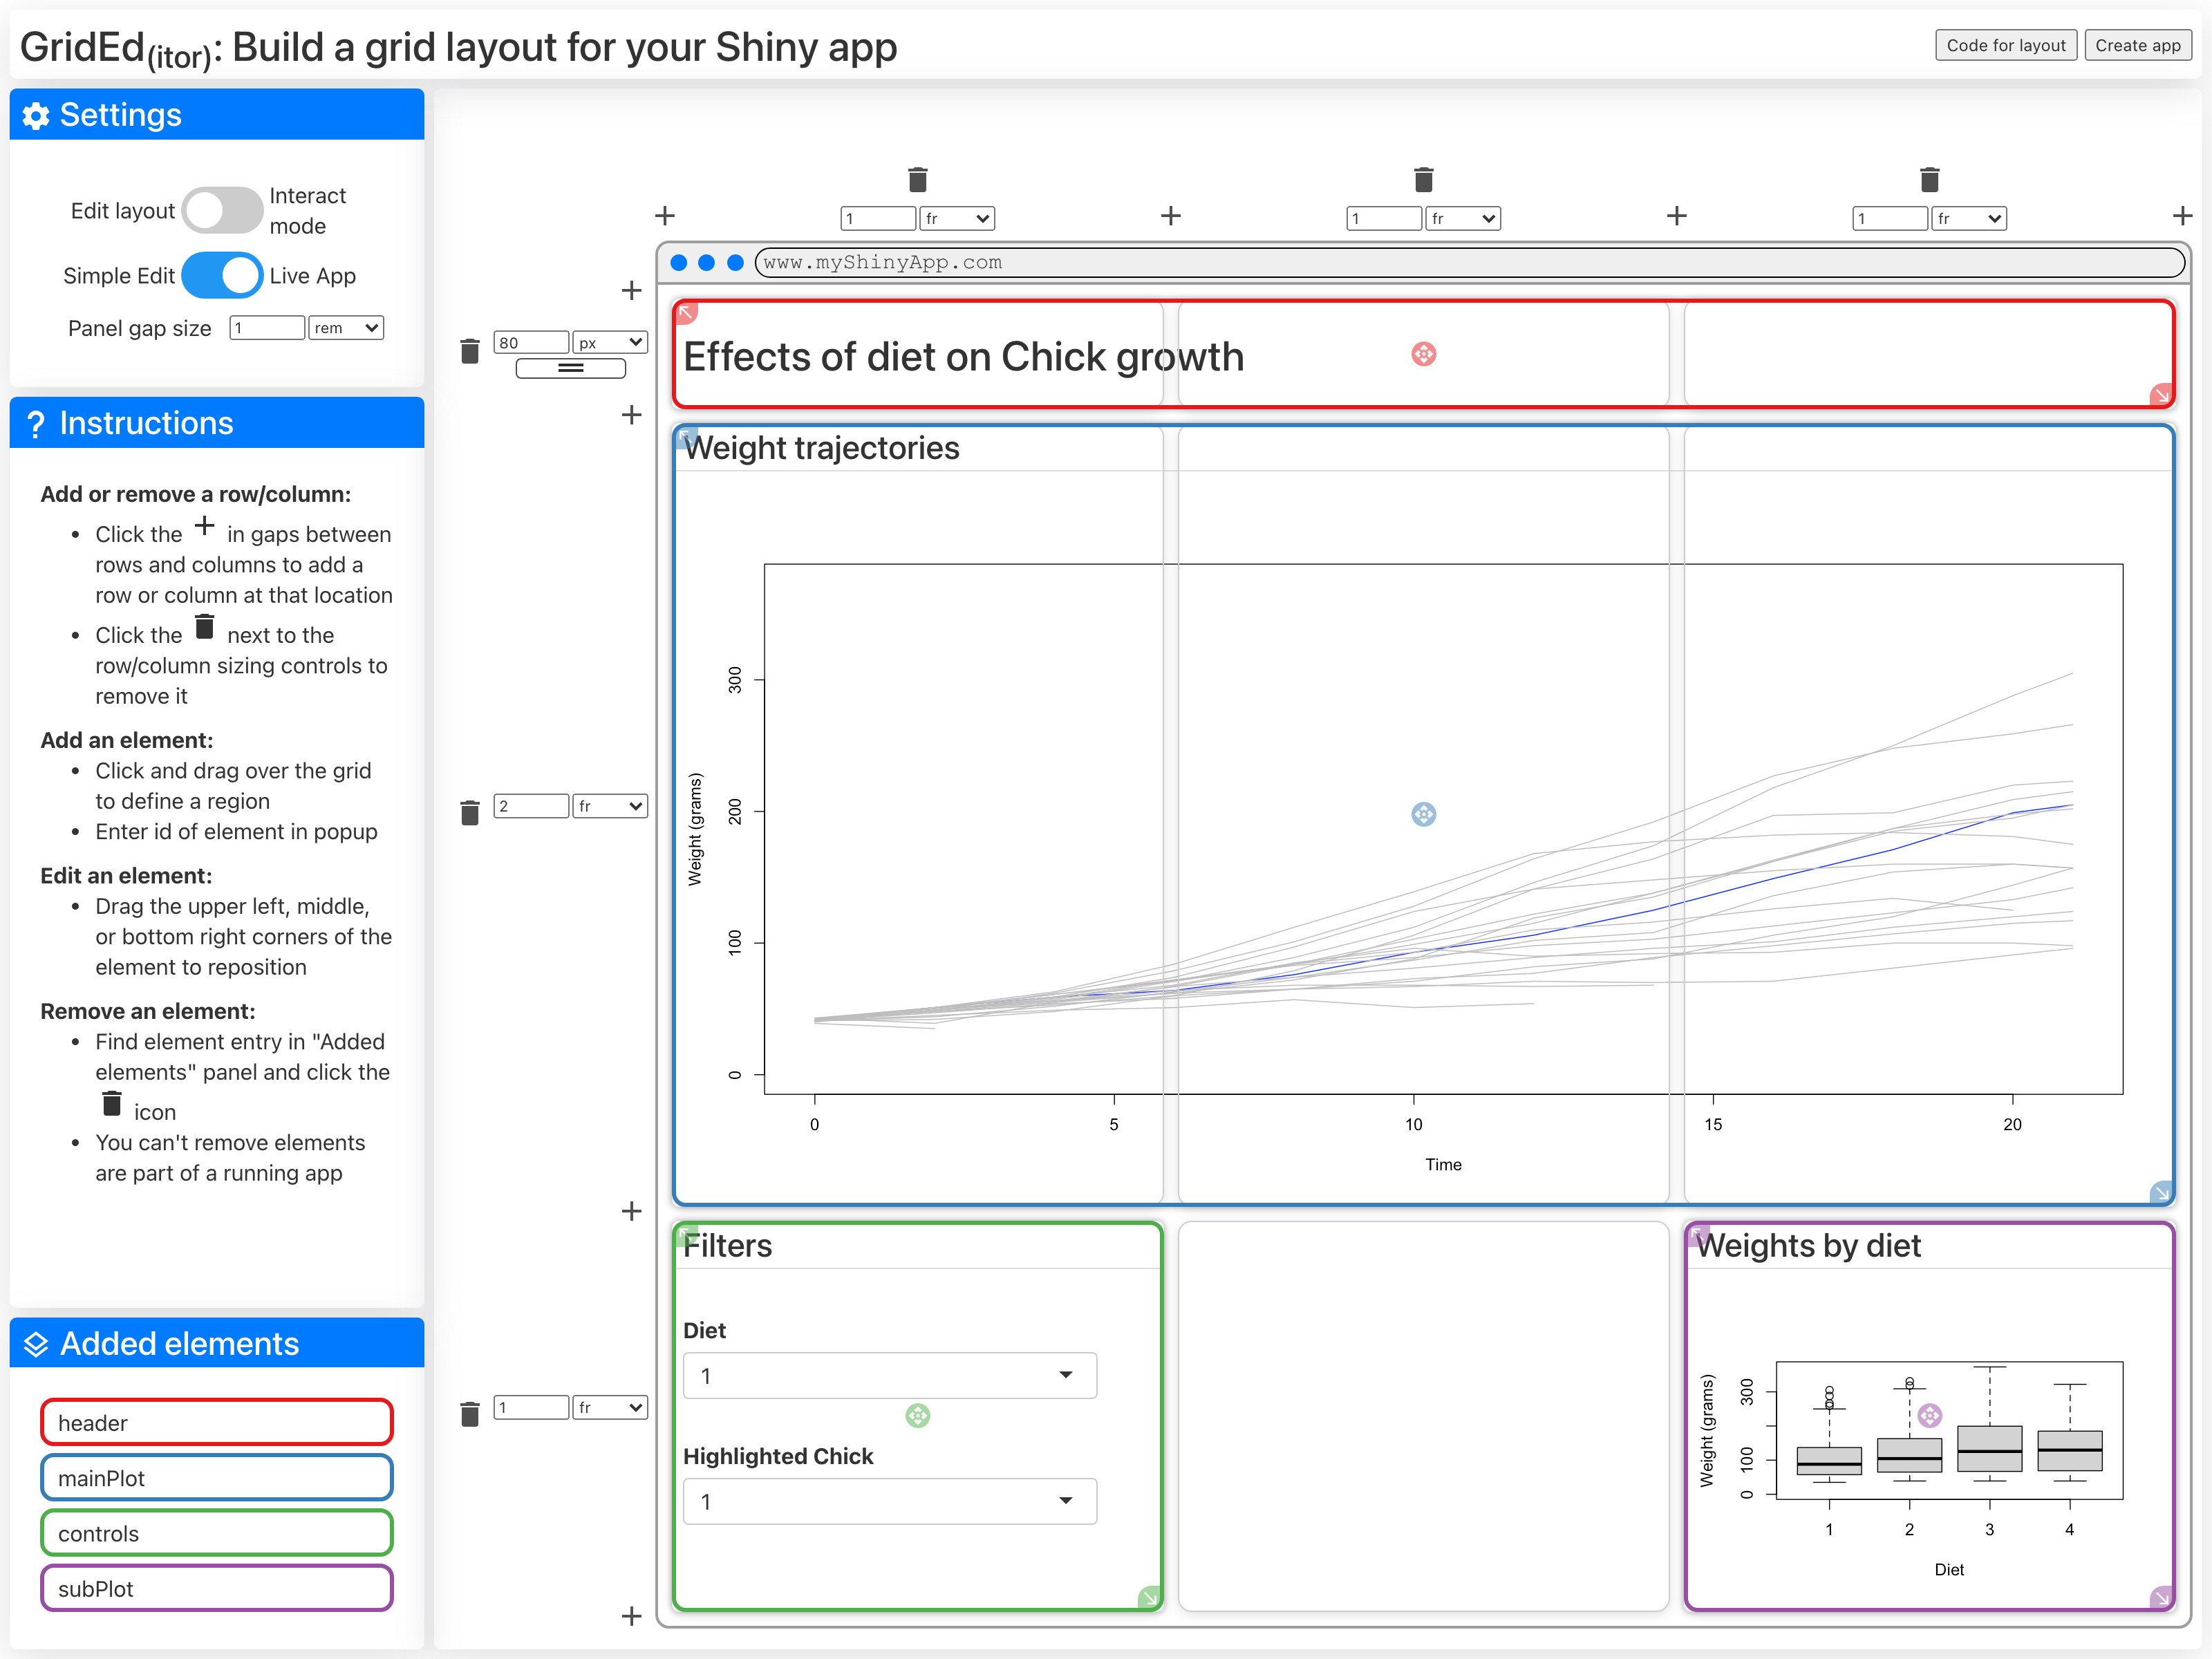 GridEd(itor): Build a grid layout for your Shiny app
Code for layout
Create app
Settings
Edit layout
Interact
mode
Simple Edit
Live App
Panel gap size
1
rem
Instructions
Add or remove a row/column:
• Click the + in gaps between
rows and columns to add a
row or column at that location
• Click the next to the
row/column sizing controls to
remove it
Add an element:
• Click and drag over the grid
to define a region
• Enter id of element in popup
Edit an element:
• Drag the upper left, middle,
or bottom right corners of the
element to reposition
Remove an element:
• Find element entry in "Added
elements" panel and click the
icon
• You can't remove elements
are part of a running app
Added elements
header
mainPlot
controls
subPlot
1 fr
1 fr
1 fr
www.myShinyApp.com
80 px
Effects of diet on Chick growth
2 fr
Weight trajectories
Weight (grams)
300
200
100
0
0 5 10 15 20
Time
1 fr
Filters
Diet
1
Highlighted Chick
1
Weights by diet
Weight (grams)
300
100
0
1 2 3 4
Diet